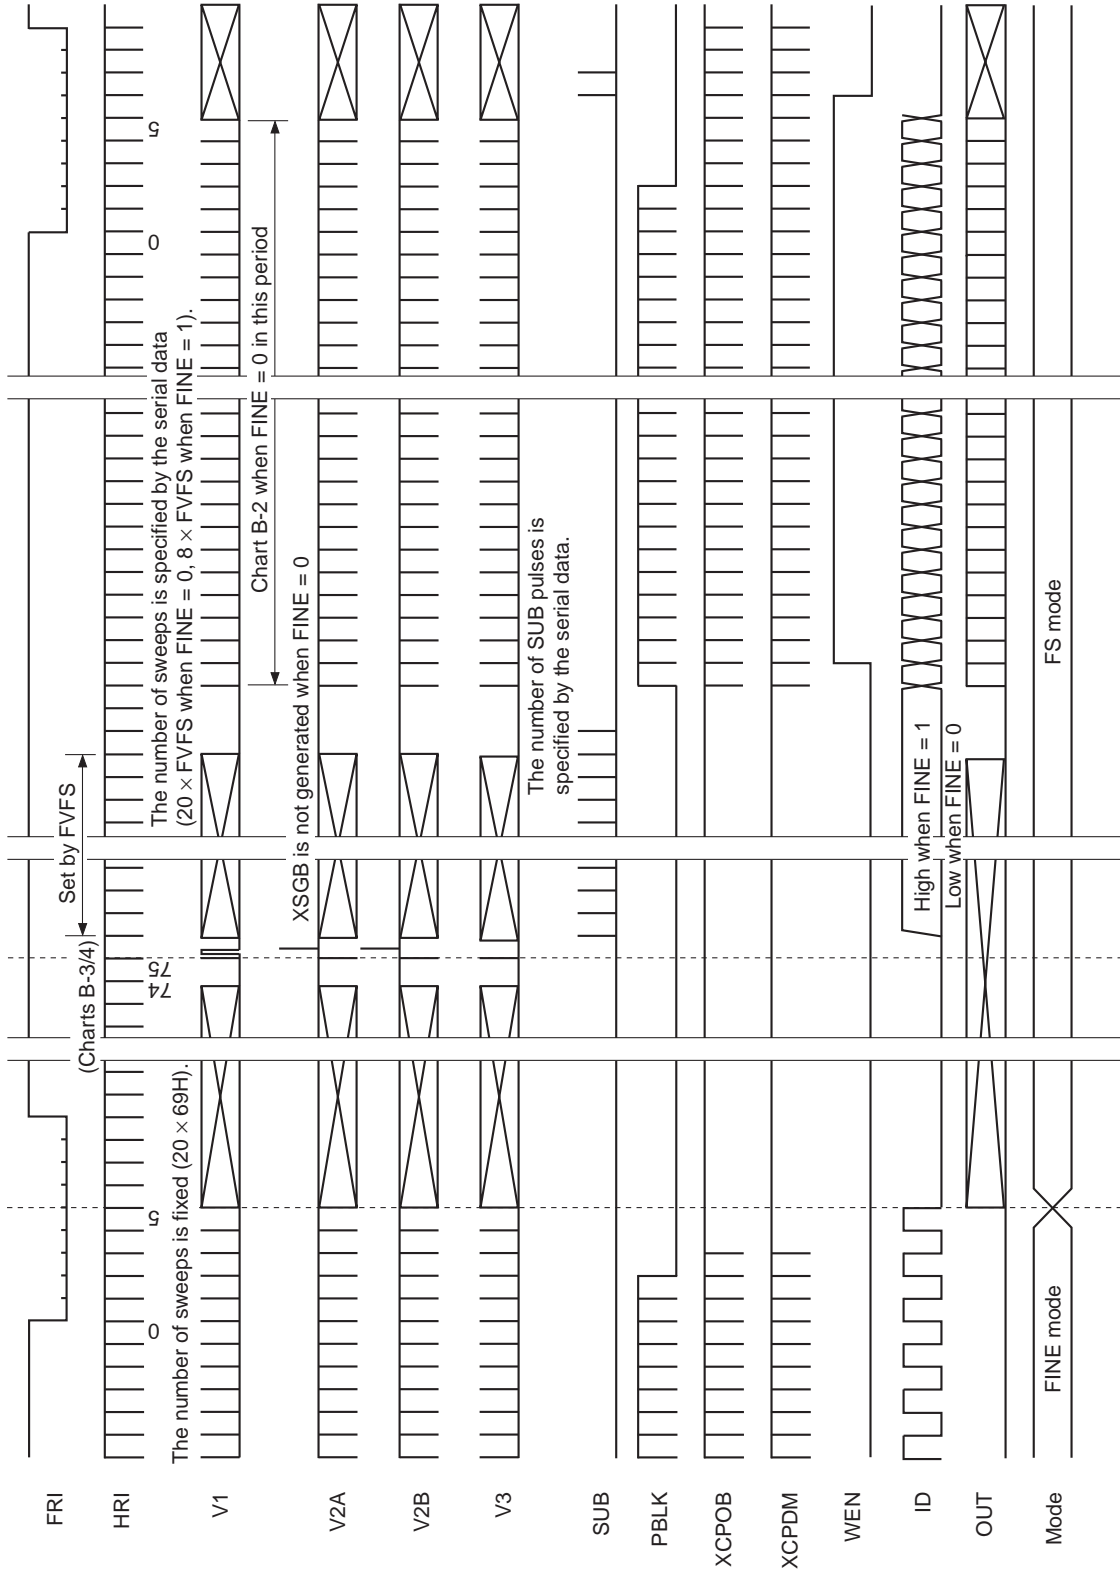 FRI
(Charts B-3/4)
Set by FVFS
HRI
0
5
74
75
0
5
The number of sweeps is fixed (20 × 69H).
The number of sweeps is specified by the serial data
(20 × FVFS when FINE = 0, 8 × FVFS when FINE = 1).
V1
Chart B-2 when FINE = 0 in this period
XSGB is not generated when FINE = 0
V2A
V2B
V3
The number of SUB pulses is
specified by the serial data.
SUB
PBLK
XCPOB
XCPDM
WEN
ID
High when FINE = 1
Low when FINE = 0
OUT
Mode
FINE mode
FS mode